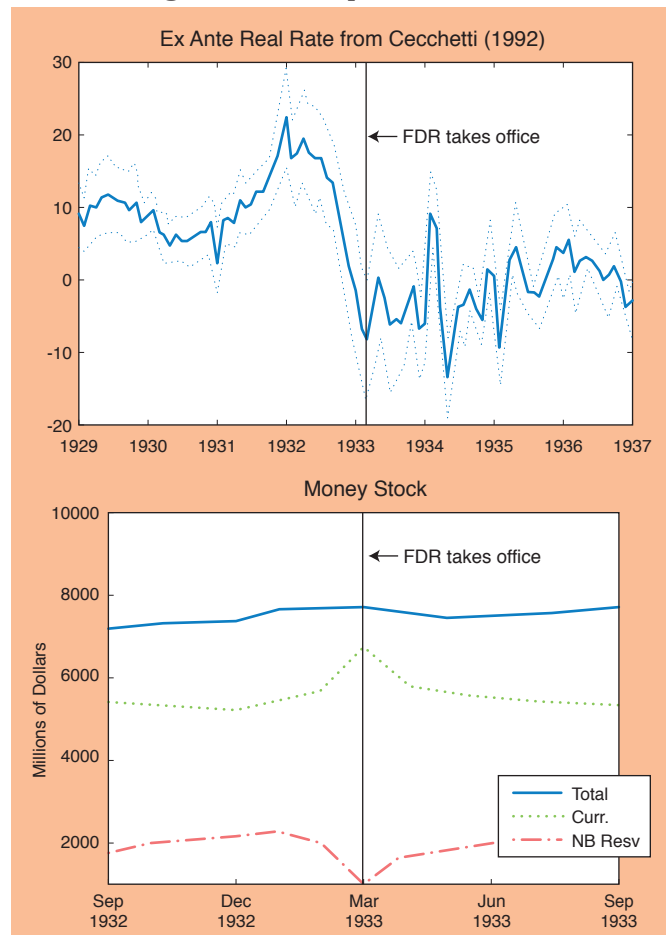 Ex Ante Real Rate from Cecchetti (1992)
30
20
10
0
-10
-20
FDR takes office
1929 1930 1931 1932 1933 1934 1935 1936 1937
Money Stock
10000
8000
6000
4000
2000
Millions of Dollars
FDR takes office
Total
Curr.
NB Resv
Sep Dec Mar Jun Sep
1932 1932 1933 1933 1933